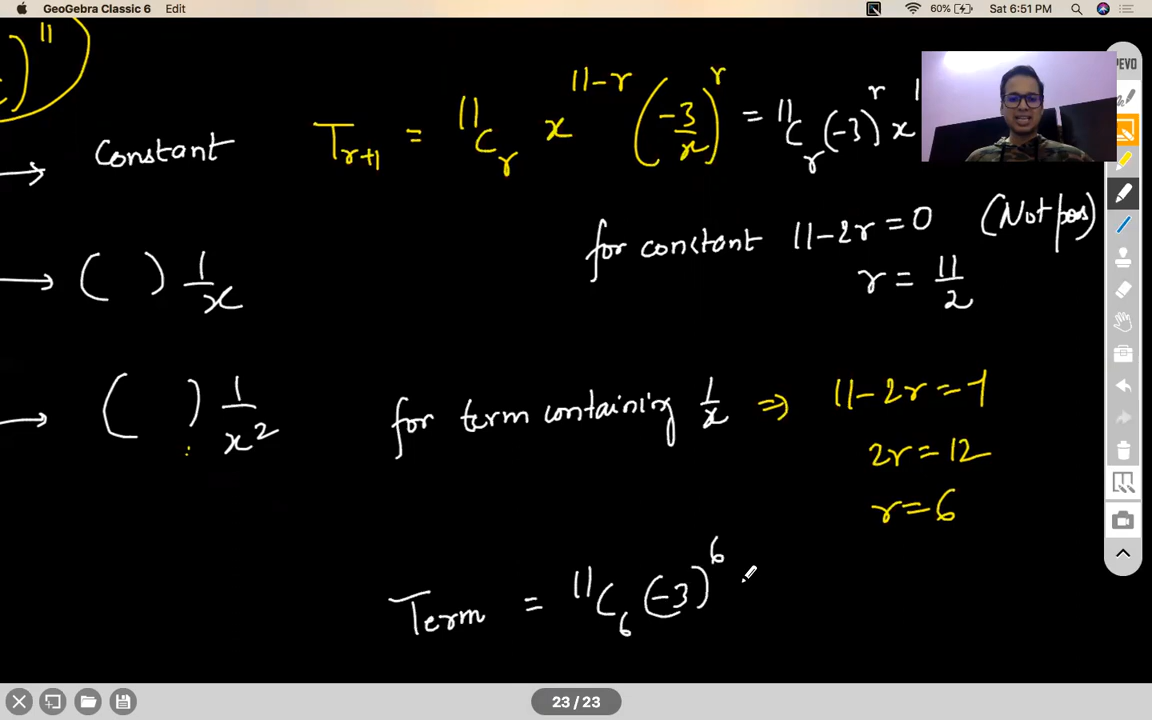 GeoGebra Classic 6 Edit 60% Sat 6:51 PM
)¹¹
Constant
T_{r+1} = ¹¹C_r x^{11-r} (-3/x)^r = ¹¹C_r (-3)^r x
for constant 11-2r = 0 (Not pos)
r = 11/2
( ) 1/x
( ) 1/x²
for term containing 1/x ⇒ 11-2r = -1
2r = 12
r = 6
Term = ¹¹C₆ (-3)⁶
23 / 23